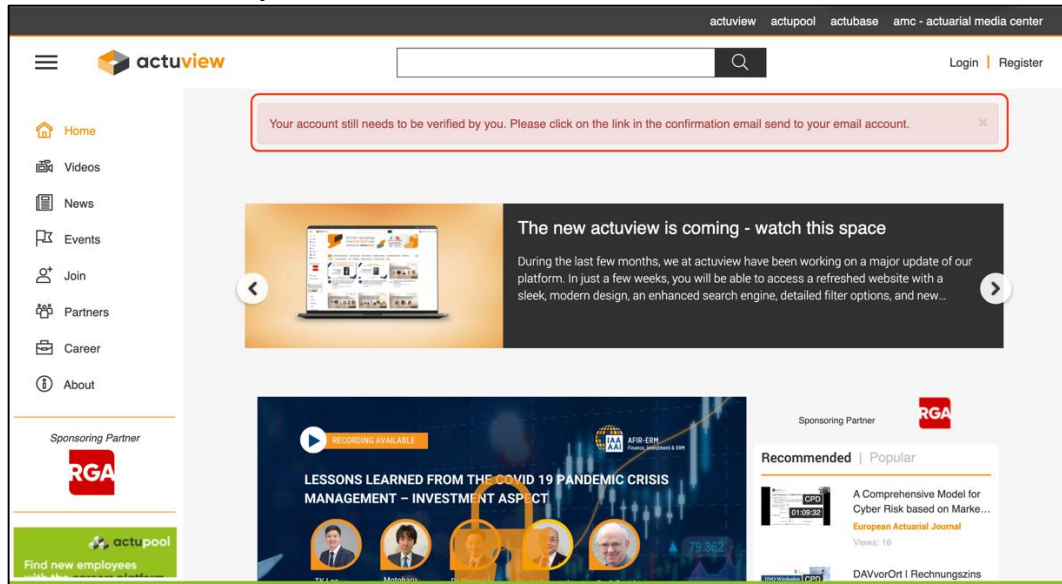 actuview actupool actubase amc - actuarial media center
actuview
Login | Register
Your account still needs to be verified by you. Please click on the link in the confirmation email send to your email account. ×
Home
Videos
News
Events
Join
Partners
Career
About
Sponsoring Partner
RGA
actupool
Find new employees
The new actuview is coming - watch this space
During the last few months, we at actuview have been working on a major update of our
platform. In just a few weeks, you will be able to access a refreshed website with a
sleek, modern design, an enhanced search engine, detailed filter options, and new...
RECORDING AVAILABLE
IAA
AAI
AFIR-ERM
Finance, Investment & ERM
LESSONS LEARNED FROM THE COVID 19 PANDEMIC CRISIS
MANAGEMENT – INVESTMENT ASPECT
79.362
Sponsoring Partner
RGA
Recommended | Popular
CPD
01:09:32
A Comprehensive Model for
Cyber Risk based on Marke...
European Actuarial Journal
Views: 16
CPD
DAVvorOrt I Rechnungszins